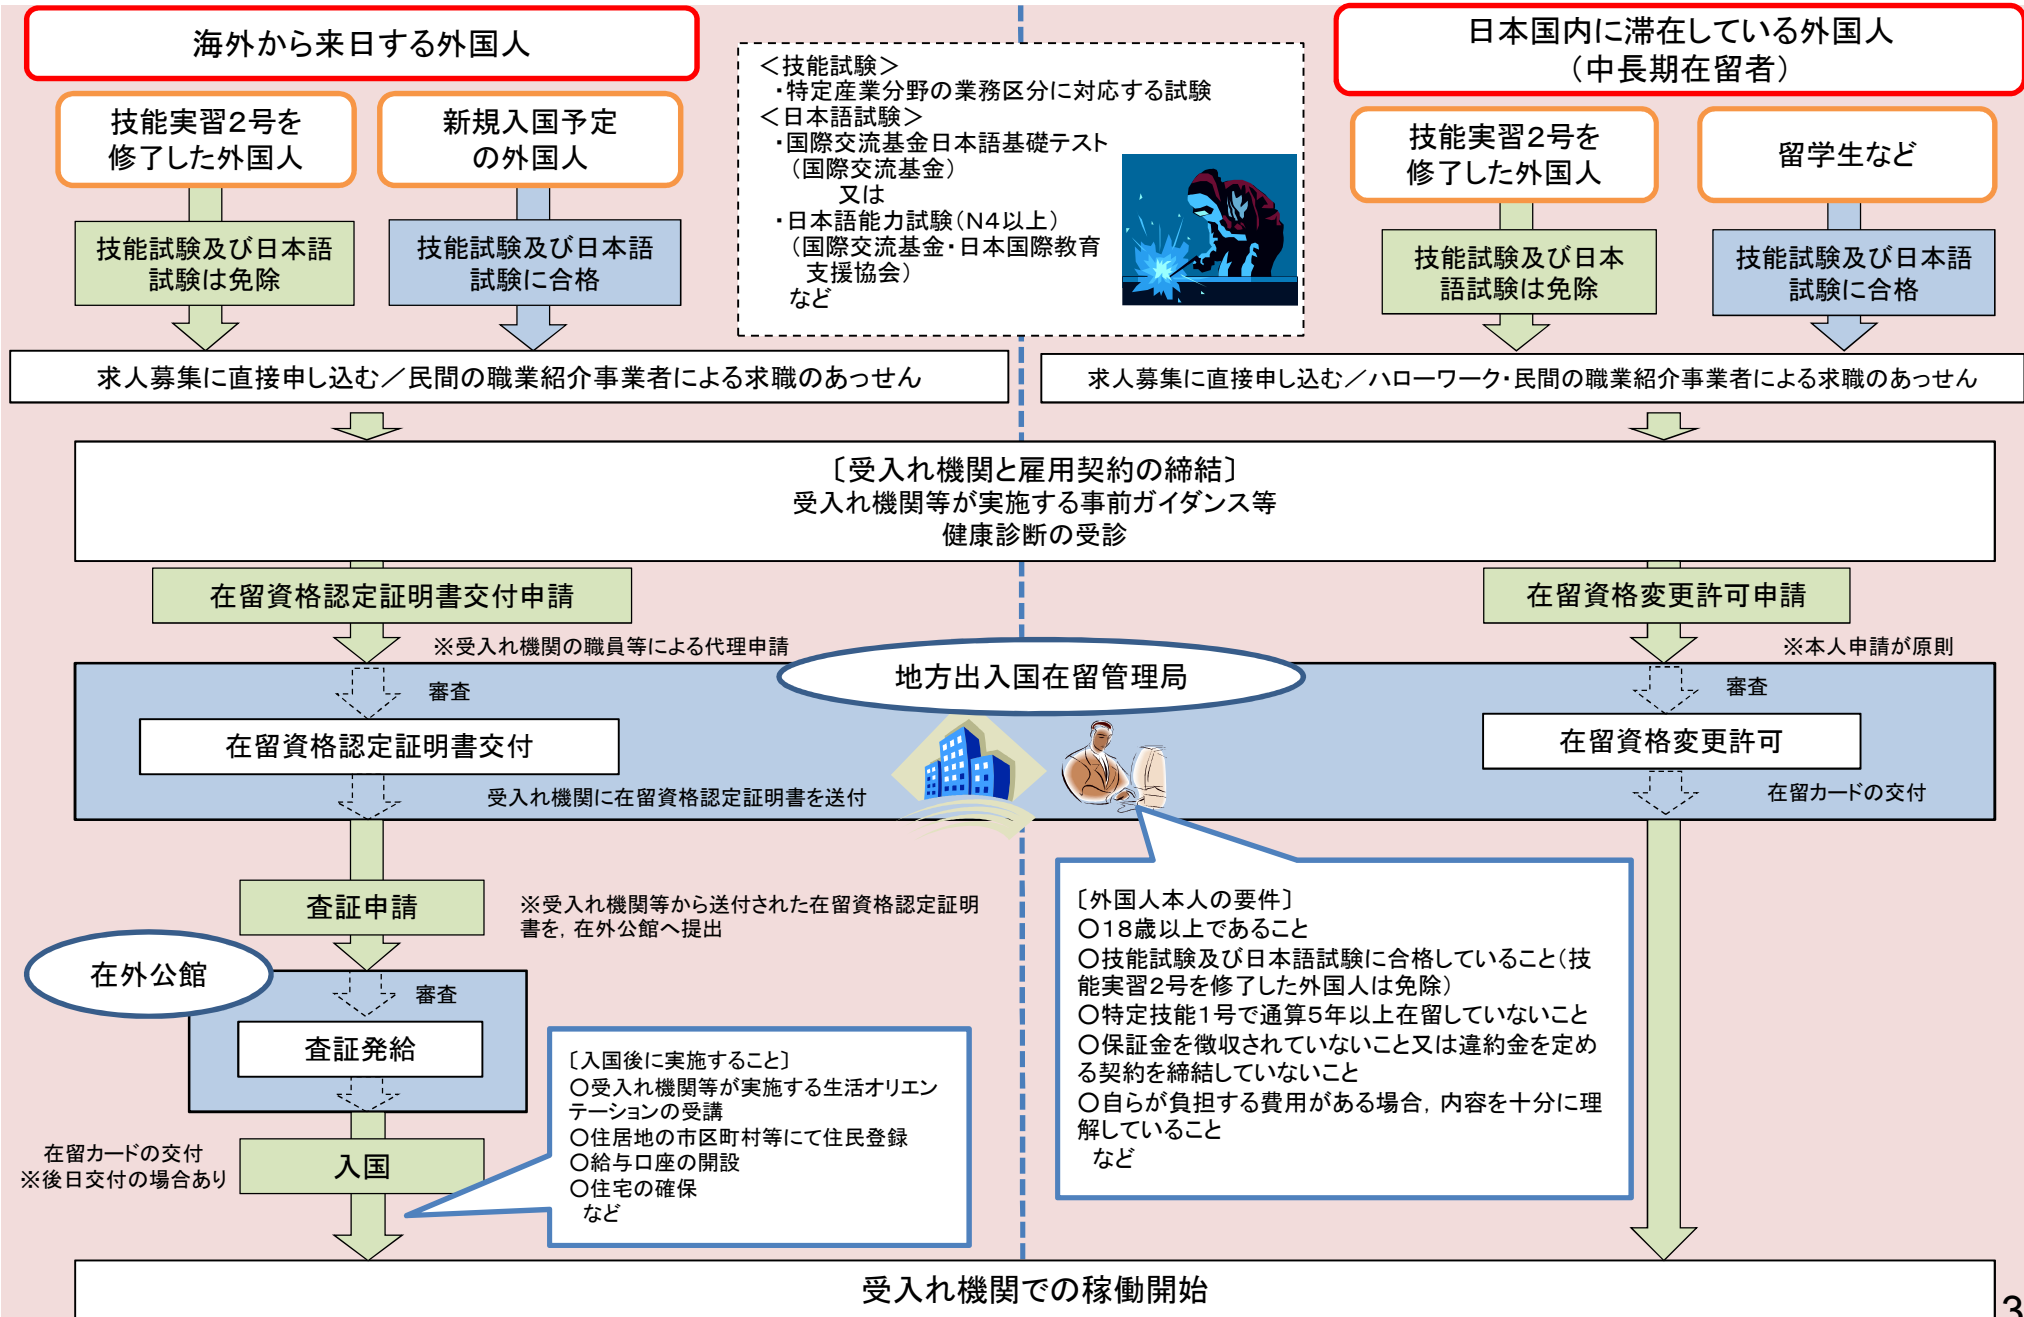 海外から来日する外国人
日本国内に滞在している外国人
（中長期在留者）
技能実習２号を
修了した外国人
新規入国予定
の外国人
＜技能試験＞
・特定産業分野の業務区分に対応する試験
＜日本語試験＞
・国際交流基金日本語基礎テスト
（国際交流基金）
又は
・日本語能力試験（Ｎ４以上）
（国際交流基金・日本国際教育
支援協会）
など
技能実習２号を
修了した外国人
留学生など
技能試験及び日本語
試験は免除
技能試験及び日本語
試験に合格
技能試験及び日本
語試験は免除
技能試験及び日本語
試験に合格
求人募集に直接申し込む／民間の職業紹介事業者による求職のあっせん
求人募集に直接申し込む／ハローワーク・民間の職業紹介事業者による求職のあっせん
〔受入れ機関と雇用契約の締結〕
受入れ機関等が実施する事前ガイダンス等
健康診断の受診
在留資格認定証明書交付申請
在留資格変更許可申請
※受入れ機関の職員等による代理申請
※本人申請が原則
地方出入国在留管理局
審査
審査
在留資格認定証明書交付
在留資格変更許可
受入れ機関に在留資格認定証明書を送付
在留カードの交付
査証申請
※受入れ機関等から送付された在留資格認定証明
書を，在外公館へ提出
在外公館
審査
査証発給
〔外国人本人の要件〕
○１８歳以上であること
○技能試験及び日本語試験に合格していること（技
能実習２号を修了した外国人は免除）
○特定技能１号で通算５年以上在留していないこと
○保証金を徴収されていないこと又は違約金を定め
る契約を締結していないこと
○自らが負担する費用がある場合，内容を十分に理
解していること
など
〔入国後に実施すること〕
○受入れ機関等が実施する生活オリエン
テーションの受講
○住居地の市区町村等にて住民登録
○給与口座の開設
○住宅の確保
など
在留カードの交付
※後日交付の場合あり
入国
受入れ機関での稼働開始
3